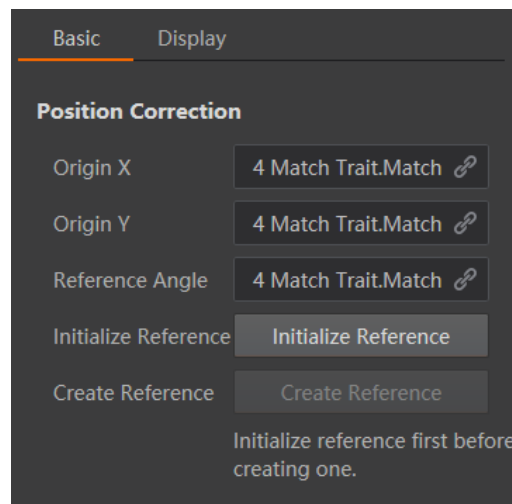 Basic Display
Position Correction
Origin X 4 Match Trait.Match
Origin Y 4 Match Trait.Match
Reference Angle 4 Match Trait.Match
Initialize Reference Initialize Reference
Create Reference Create Reference
Initialize reference first before
creating one.